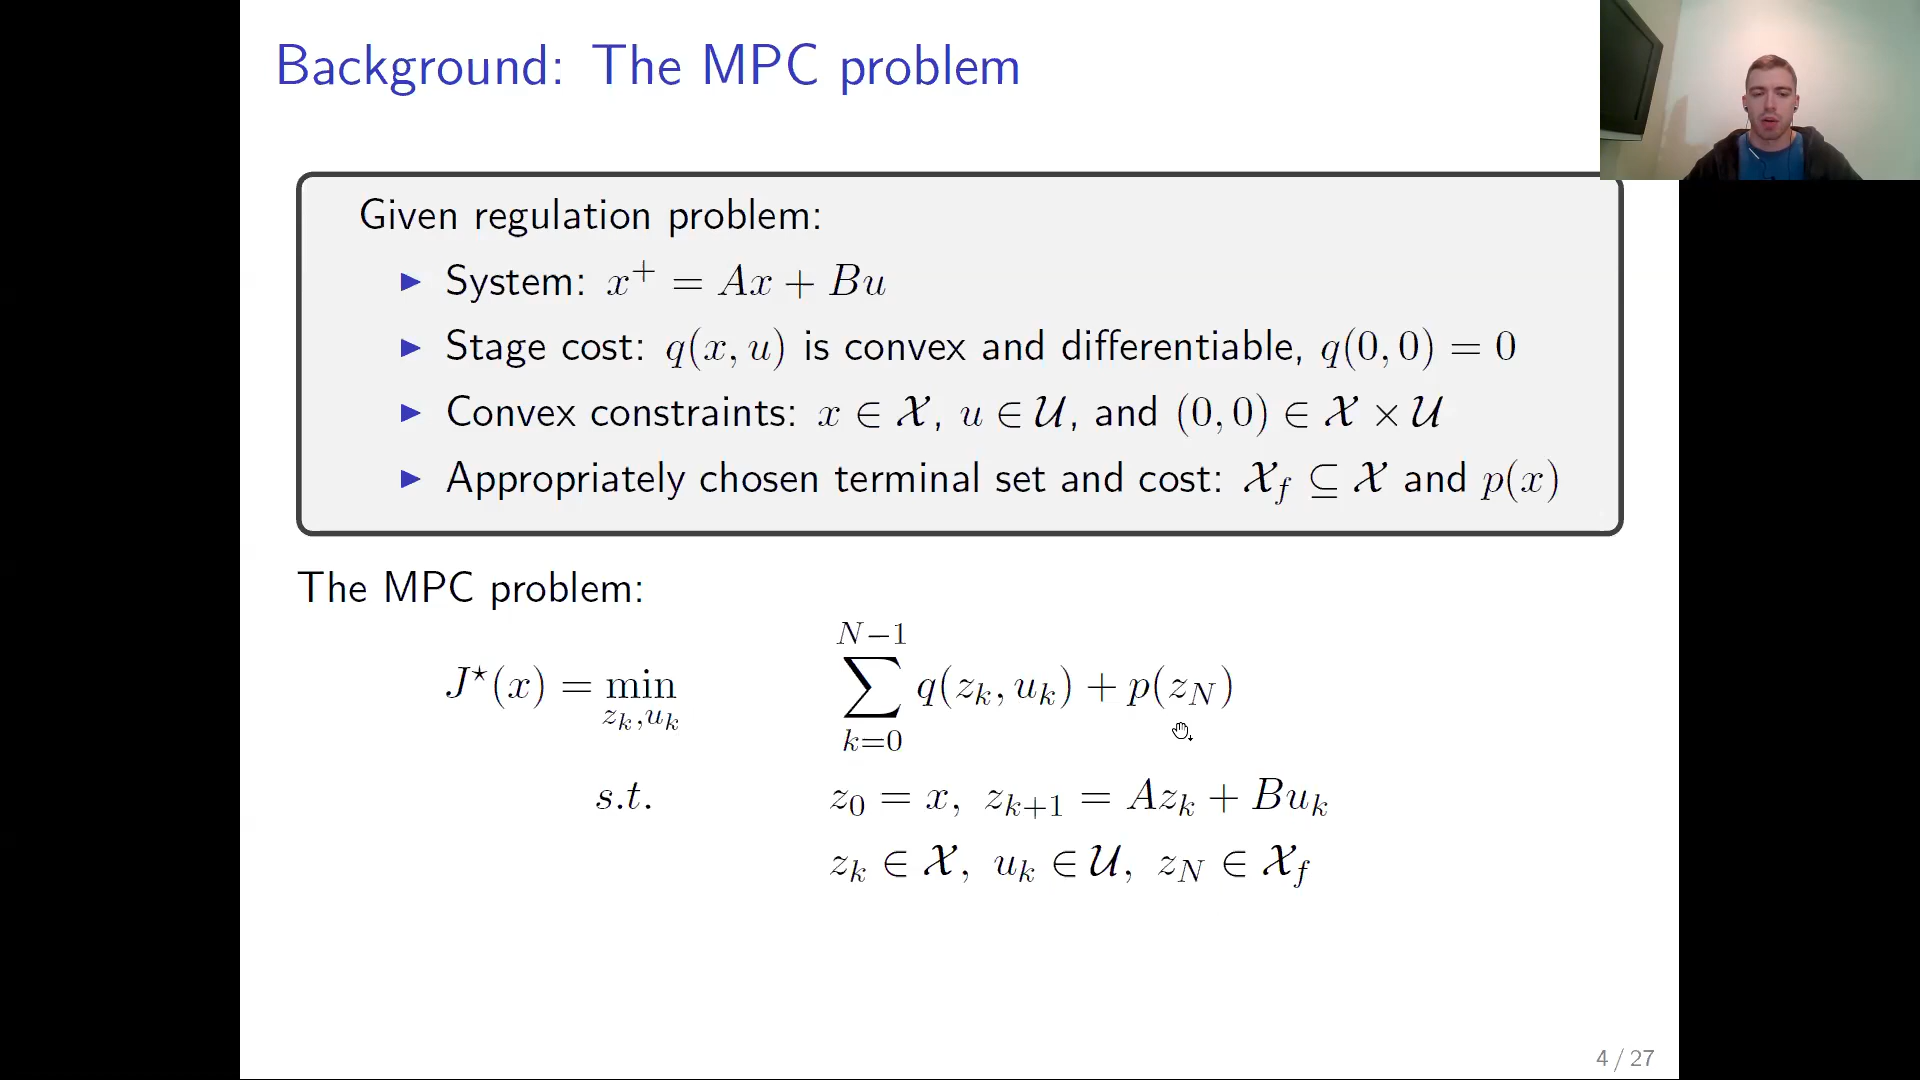 Background: The MPC problem
Given regulation problem:
▶ System: x⁺ = Ax + Bu
▶ Stage cost: q(x, u) is convex and differentiable, q(0, 0) = 0
▶ Convex constraints: x ∈ 𝒳, u ∈ 𝒰, and (0, 0) ∈ 𝒳 × 𝒰
▶ Appropriately chosen terminal set and cost: 𝒳_f ⊆ 𝒳 and p(x)
The MPC problem:
J⋆(x) = min_{z_k,u_k} ∑_{k=0}^{N−1} q(z_k, u_k) + p(z_N)
s.t. z_0 = x, z_{k+1} = Az_k + Bu_k
z_k ∈ 𝒳, u_k ∈ 𝒰, z_N ∈ 𝒳_f
4 / 27